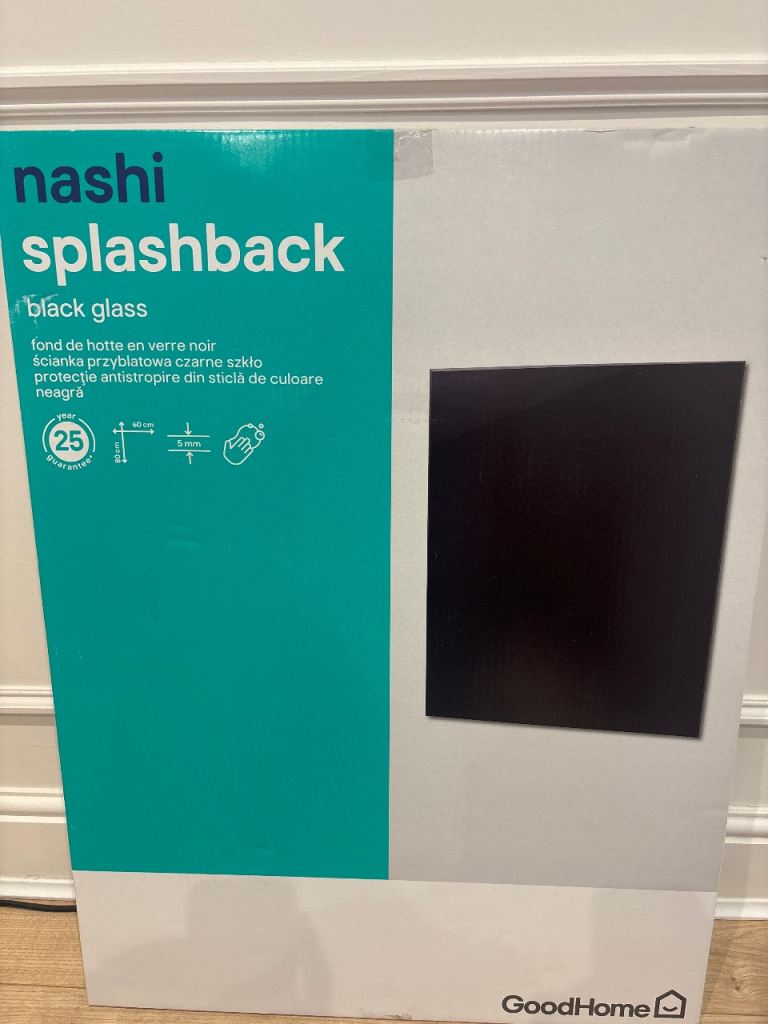 nashi
splashback
black glass
fond de hotte en verre noir
ścianka przyblatowa czarne szkło
protecţie antistropire din sticlă de culoare
neagră
year
25
guarantee*
60 cm
80 cm
5 mm
GoodHome